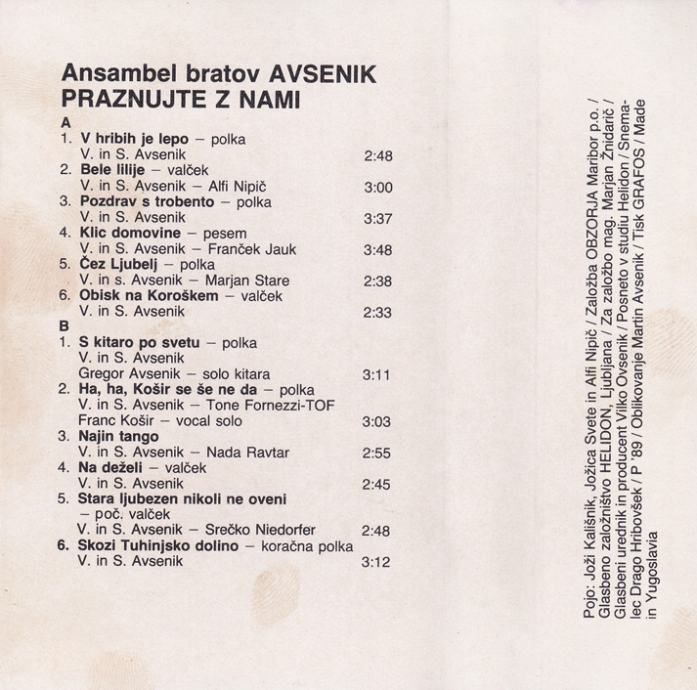 Ansambel bratov AVSENIK
PRAZNUJTE Z NAMI
A
1. V hribih je lepo – polka
V. in S. Avsenik 2:48
2. Bele lilije – valček
V. in S. Avsenik – Alfi Nipič 3:00
3. Pozdrav s trobento – polka
V. in S. Avsenik 3:37
4. Klic domovine – pesem
V. in S. Avsenik – Franček Jauk 3:48
5. Čez Ljubelj – polka
V. in s. Avsenik – Marjan Stare 2:38
6. Obisk na Koroškem – valček
V. in S. Avsenik 2:33
B
1. S kitaro po svetu – polka
V. in S. Avsenik
Gregor Avsenik – solo kitara 3:11
2. Ha, ha, Košir se še ne da – polka
V. in S. Avsenik – Tone Fornezzi-TOF
Franc Košir – vocal solo 3:03
3. Najin tango
V. in S. Avsenik – Nada Ravtar 2:55
4. Na deželi – valček
V. in S. Avsenik 2:45
5. Stara ljubezen nikoli ne oveni
– poč. valček
V. in S. Avsenik – Srečko Niedorfer 2:48
6. Skozi Tuhinjsko dolino – koračna polka
V. in S. Avsenik 3:12
Pojo: Joži Kališnik, Jožica Svete in Alfi Nipič / Založba OBZORJA Maribor p.o. /
Glasbeno založništvo HELIDON, Ljubljana / Za založbo mag. Marjan Žnidarič /
Glasbeni urednik in producent Vilko Ovsenik / Posneto v studiu Helidon / Snema-
lec Drago Hribovšek / P '89 / Oblikovanje Martin Avsenik / Tisk GRAFOS / Made
in Yugoslavia